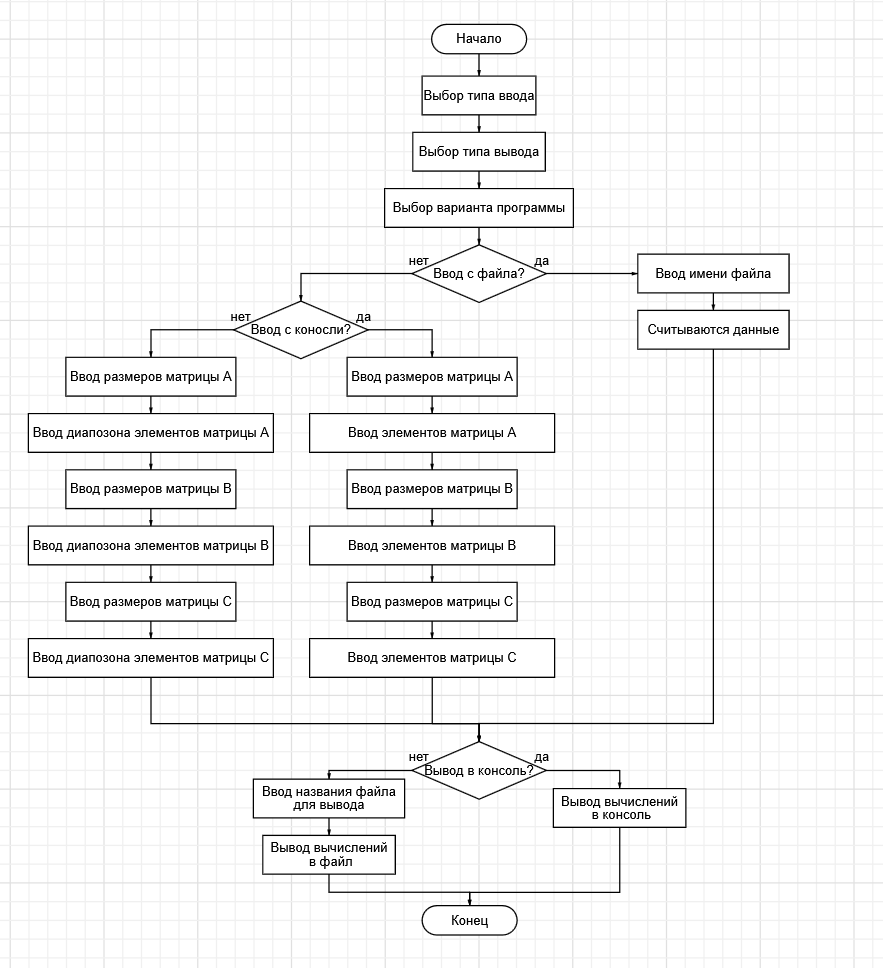 Начало
Выбор типа ввода
Выбор типа вывода
Выбор варианта программы
нет
Ввод с файла?
да
Ввод имени файла
Считываются данные
нет
Ввод с коносли?
да
Ввод размеров матрицы A
Ввод диапозона элементов матрицы A
Ввод размеров матрицы B
Ввод диапозона элементов матрицы B
Ввод размеров матрицы C
Ввод диапозона элементов матрицы C
Ввод размеров матрицы A
Ввод элементов матрицы A
Ввод размеров матрицы B
Ввод элементов матрицы B
Ввод размеров матрицы C
Ввод элементов матрицы C
нет
Вывод в консоль?
да
Ввод названия файла
для вывода
Вывод вычислений
в файл
Вывод вычислений
в консоль
Конец